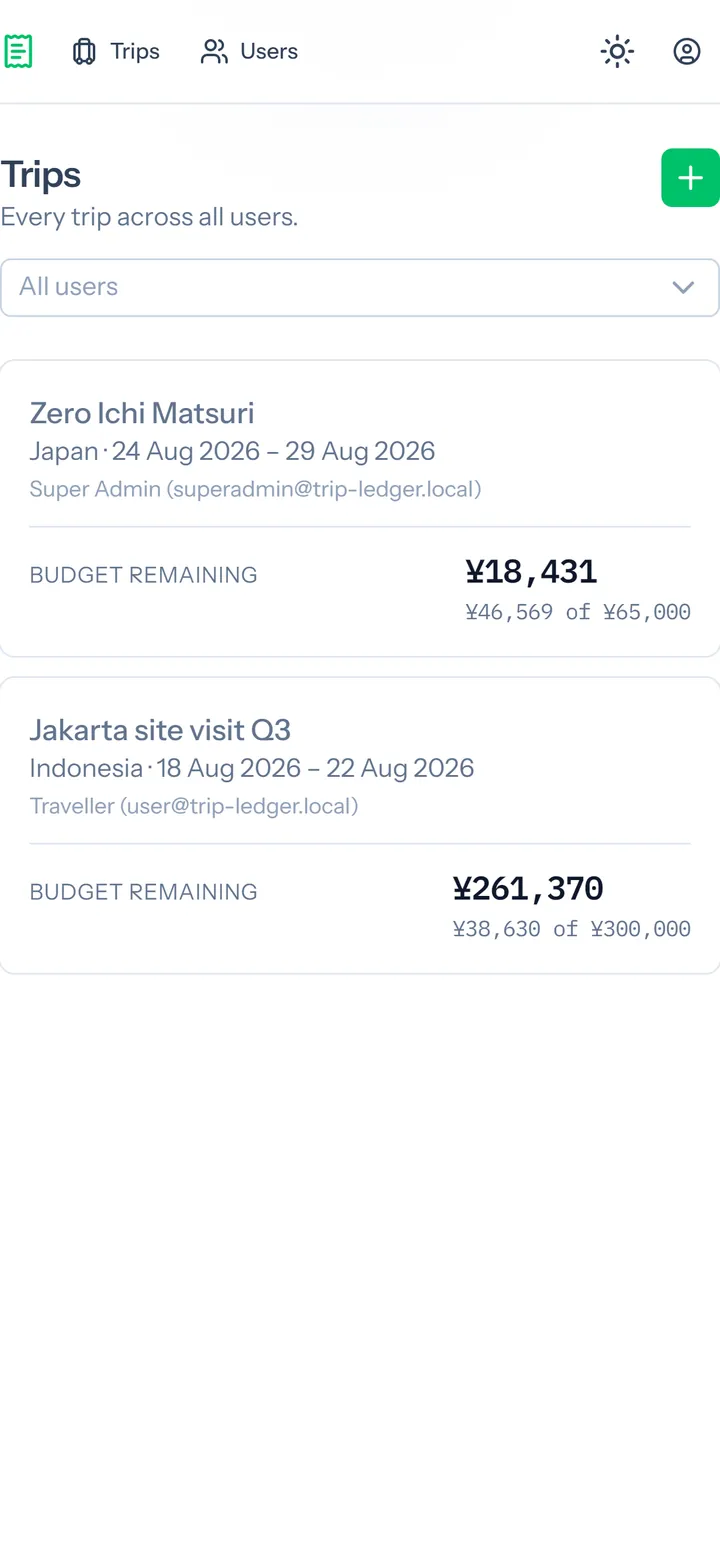 Trips Users
Trips
Every trip across all users.
All users
Zero Ichi Matsuri
Japan · 24 Aug 2026 – 29 Aug 2026
Super Admin (superadmin@trip-ledger.local)
BUDGET REMAINING ¥18,431
¥46,569 of ¥65,000
Jakarta site visit Q3
Indonesia · 18 Aug 2026 – 22 Aug 2026
Traveller (user@trip-ledger.local)
BUDGET REMAINING ¥261,370
¥38,630 of ¥300,000